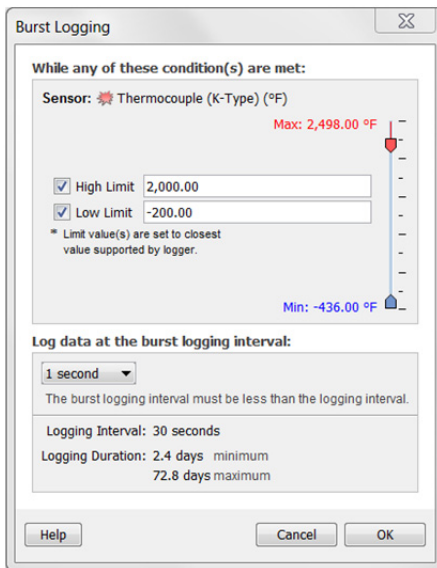 Burst Logging
While any of these condition(s) are met:
Sensor: Thermocouple (K-Type) (°F)
Max: 2,498.00 °F
High Limit 2,000.00
Low Limit -200.00
* Limit value(s) are set to closest
value supported by logger.
Min: -436.00 °F
Log data at the burst logging interval:
1 second
The burst logging interval must be less than the logging interval.
Logging Interval: 30 seconds
Logging Duration: 2.4 days minimum
72.8 days maximum
Help Cancel OK